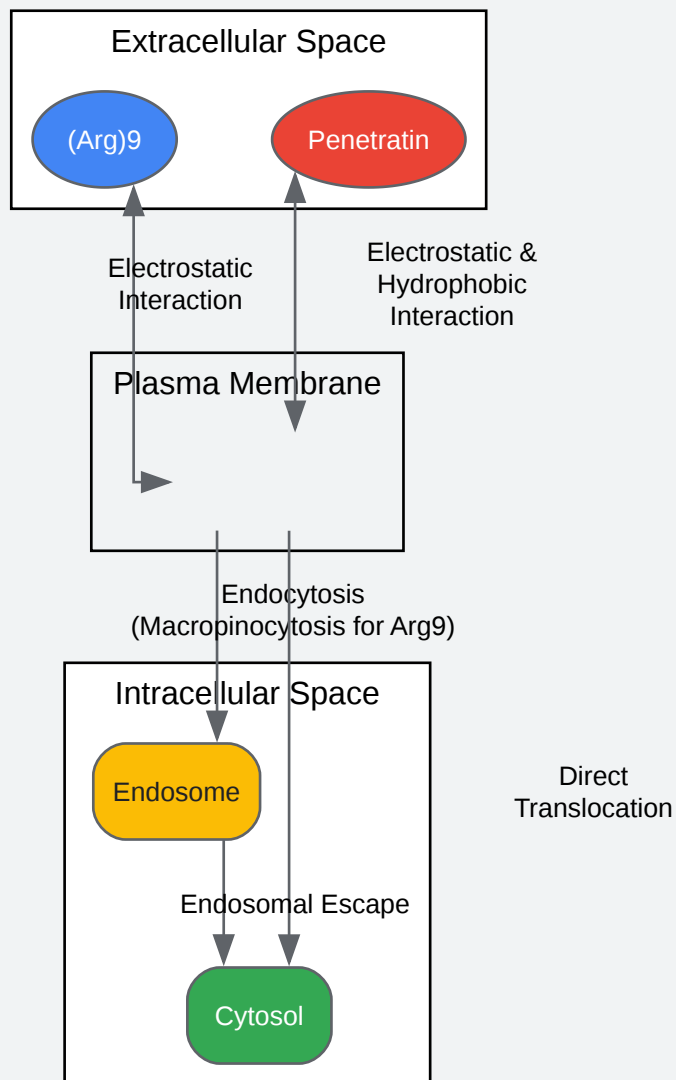 Extracellular Space
(Arg)9
Penetratin
Electrostatic
Interaction
Electrostatic &
Hydrophobic
Interaction
Plasma Membrane
Endocytosis
(Macropinocytosis for Arg9)
Intracellular Space
Endosome
Direct
Translocation
Endosomal Escape
Cytosol